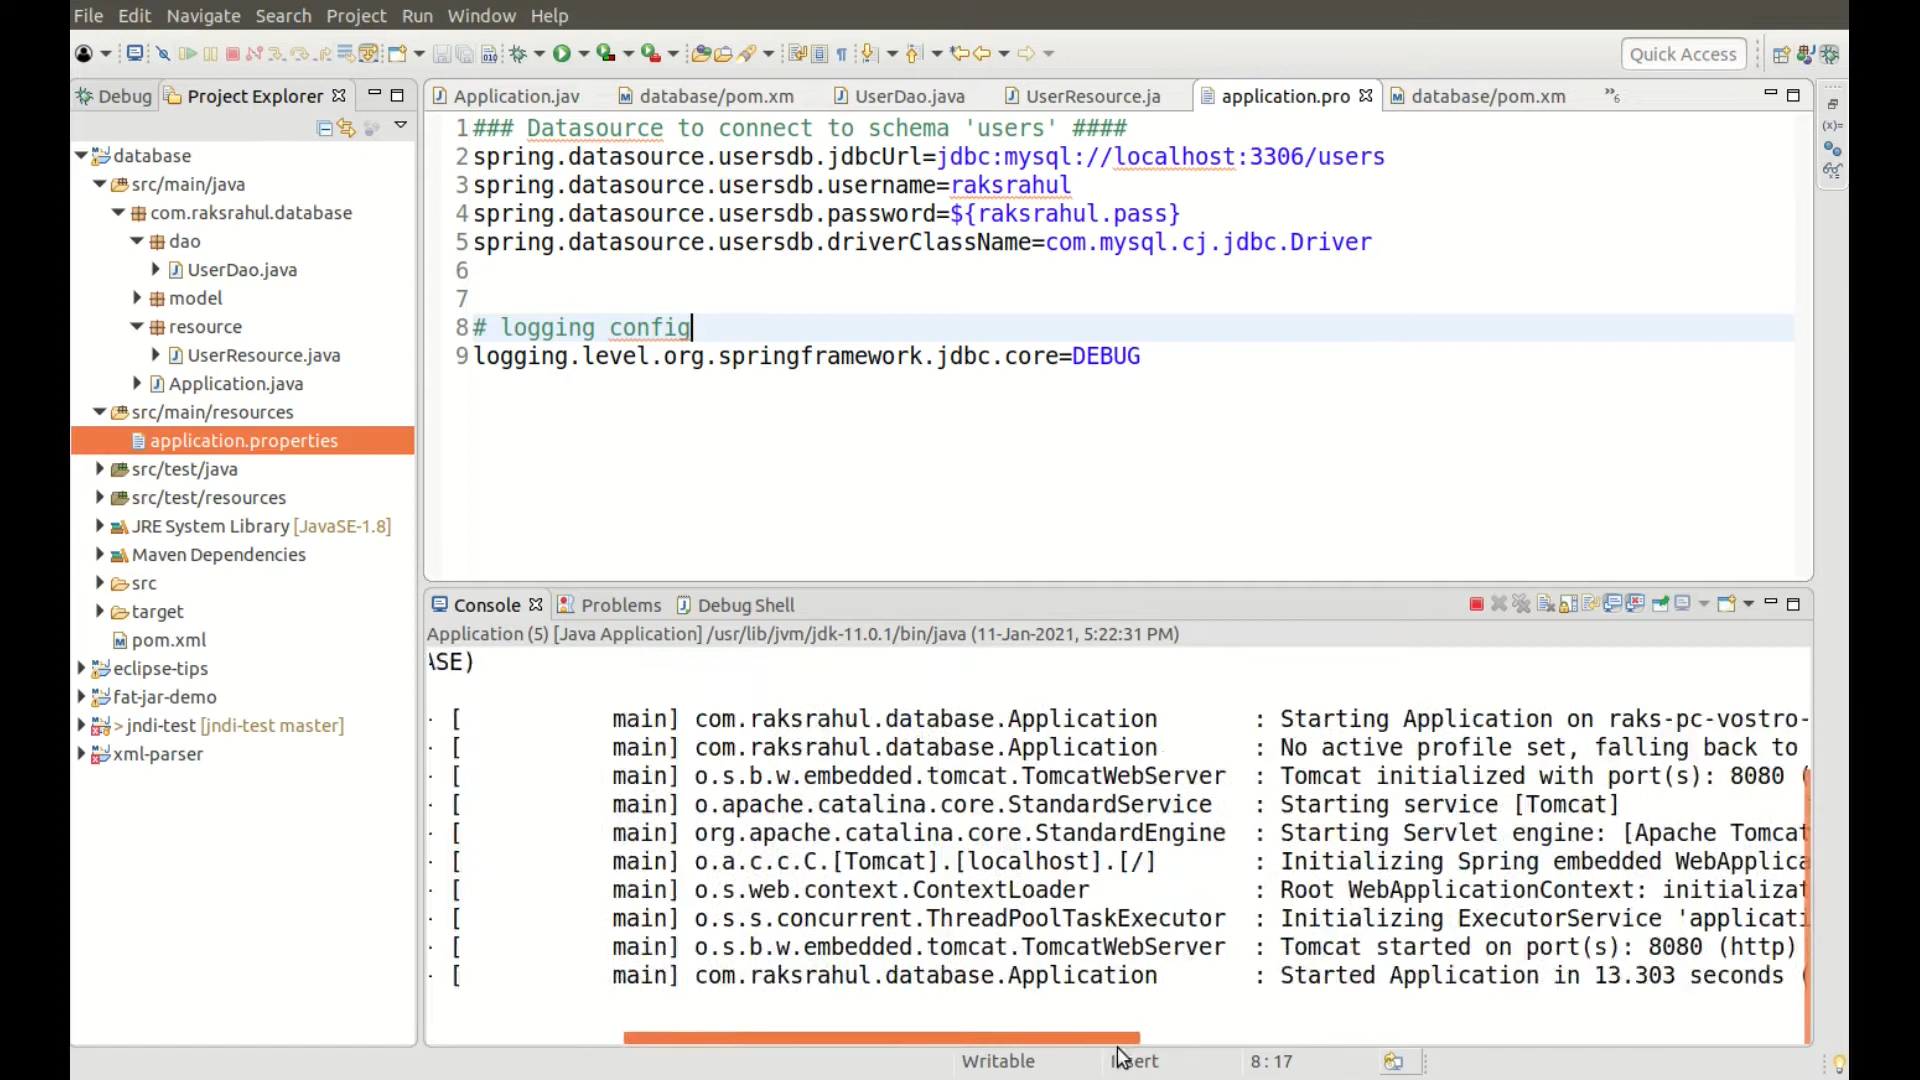 File Edit Navigate Search Project Run Window Help
Quick Access
Debug Project Explorer
Application.jav database/pom.xm UserDao.java UserResource.ja application.pro database/pom.xm »6
database
src/main/java
com.raksrahul.database
dao
UserDao.java
model
resource
UserResource.java
Application.java
src/main/resources
application.properties
src/test/java
src/test/resources
JRE System Library [JavaSE-1.8]
Maven Dependencies
src
target
pom.xml
eclipse-tips
fat-jar-demo
> jndi-test [jndi-test master]
xml-parser
1 ### Datasource to connect to schema 'users' ####
2 spring.datasource.usersdb.jdbcUrl=jdbc:mysql://localhost:3306/users
3 spring.datasource.usersdb.username=raksrahul
4 spring.datasource.usersdb.password=${raksrahul.pass}
5 spring.datasource.usersdb.driverClassName=com.mysql.cj.jdbc.Driver
6
7
8 # logging config
9 logging.level.org.springframework.jdbc.core=DEBUG
Console Problems Debug Shell
Application (5) [Java Application] /usr/lib/jvm/jdk-11.0.1/bin/java (11-Jan-2021, 5:22:31 PM)
ASE)
- [ main] com.raksrahul.database.Application : Starting Application on raks-pc-vostro-
- [ main] com.raksrahul.database.Application : No active profile set, falling back to
- [ main] o.s.b.w.embedded.tomcat.TomcatWebServer : Tomcat initialized with port(s): 8080 (
- [ main] o.apache.catalina.core.StandardService : Starting service [Tomcat]
- [ main] org.apache.catalina.core.StandardEngine : Starting Servlet engine: [Apache Tomcat
- [ main] o.a.c.c.C.[Tomcat].[localhost].[/] : Initializing Spring embedded WebApplica
- [ main] o.s.web.context.ContextLoader : Root WebApplicationContext: initializat
- [ main] o.s.s.concurrent.ThreadPoolTaskExecutor : Initializing ExecutorService 'applicati
- [ main] o.s.b.w.embedded.tomcat.TomcatWebServer : Tomcat started on port(s): 8080 (http)
- [ main] com.raksrahul.database.Application : Started Application in 13.303 seconds (
Writable Insert 8 : 17